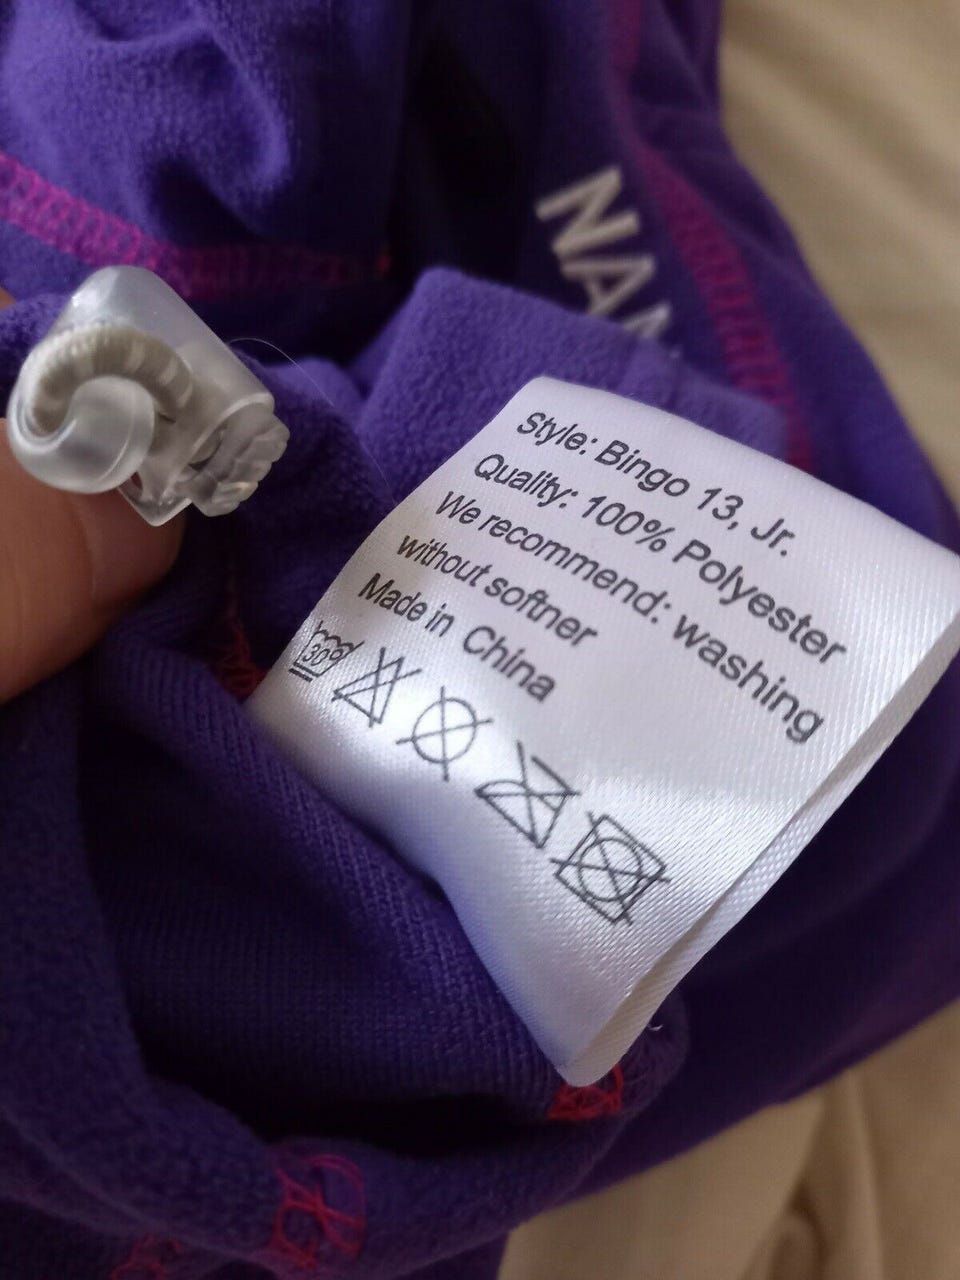 Style: Bingo 13, Jr.
Quality: 100% Polyester
We recommend: washing
without softner
Made in China
30°